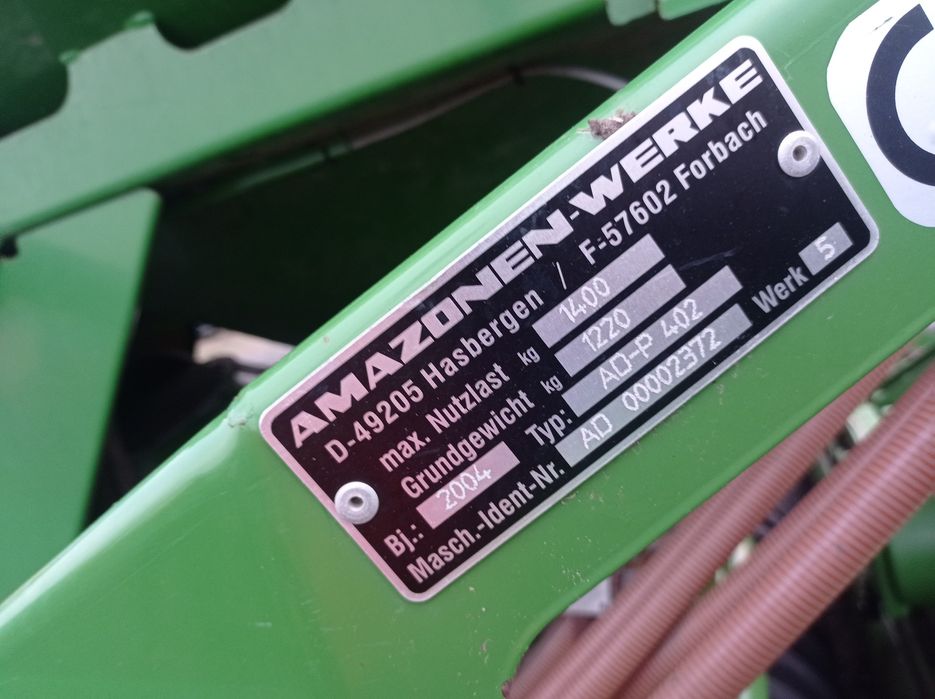 AMAZONEN-WERKE
D-49205 Hasbergen / F-57602 Forbach
max. Nutzlast kg 1400
Grundgewicht kg 1220
Bj.: 2004 Typ: AD-P 402
Masch.-Ident-Nr. AD 00002372 Werk 5